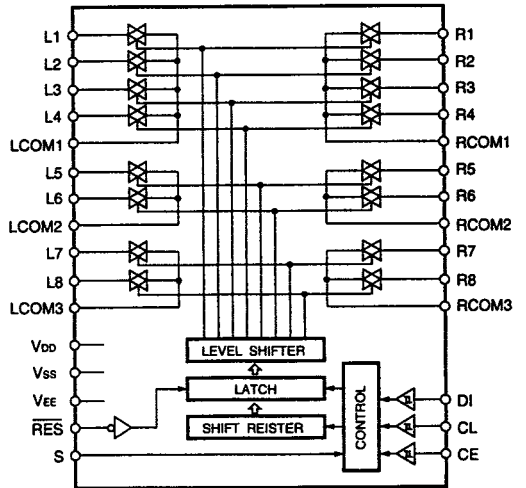 L1
L2
L3
L4
LCOM1
L5
L6
LCOM2
L7
L8
LCOM3
VDD
VSS
VEE
RES
S
R1
R2
R3
R4
RCOM1
R5
R6
RCOM2
R7
R8
RCOM3
DI
CL
CE
LEVEL SHIFTER
LATCH
SHIFT REISTER
CONTROL